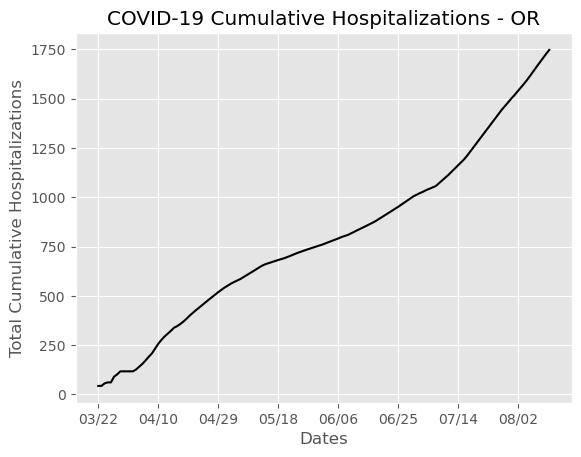 COVID-19 Cumulative Hospitalizations - OR
Total Cumulative Hospitalizations
1750
1500
1250
1000
750
500
250
0
03/22 04/10 04/29 05/18 06/06 06/25 07/14 08/02
Dates